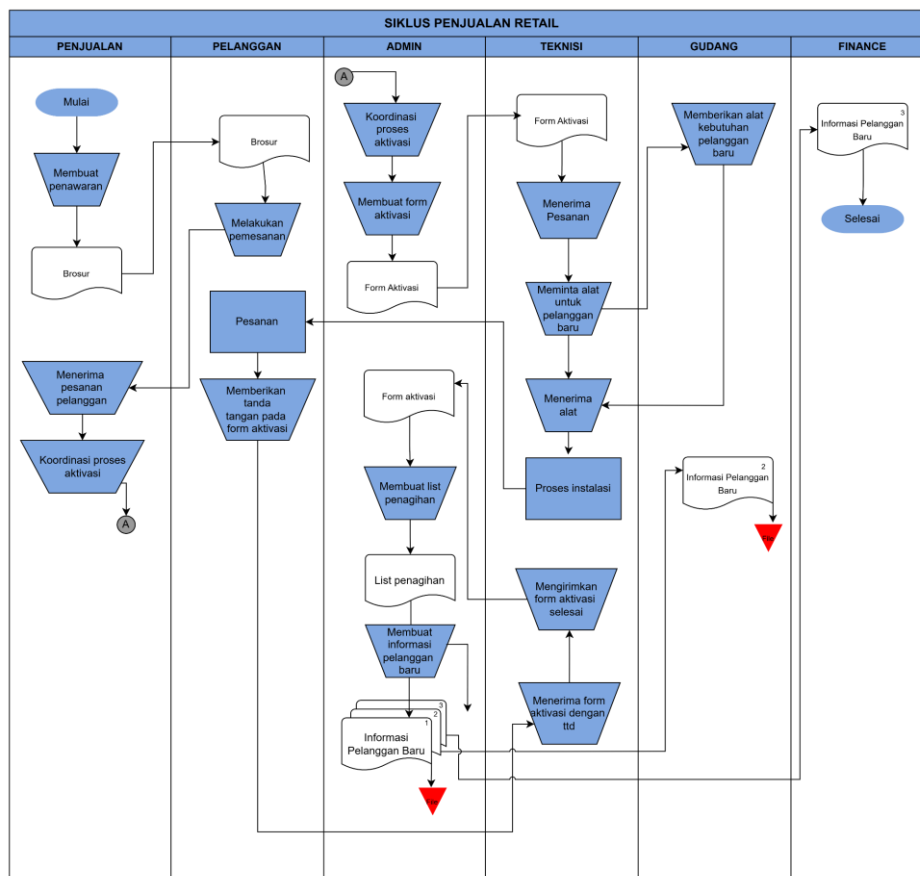 SIKLUS PENJUALAN RETAIL
PENJUALAN
PELANGGAN
ADMIN
TEKNISI
GUDANG
FINANCE
Mulai
Membuat
penawaran
Brosur
Menerima
pesanan
pelanggan
Koordinasi proses
aktivasi
A
Brosur
Melakukan
pemesanan
Pesanan
Memberikan
tanda
tangan pada
form aktivasi
A
Koordinasi
proses
aktivasi
Membuat form
aktivasi
Form Aktivasi
Form aktivasi
Membuat list
penagihan
List penagihan
Membuat
informasi
pelanggan
baru
3
2
1
Informasi
Pelanggan Baru
Form Aktivasi
Menerima
Pesanan
Meminta alat
untuk
pelanggan
baru
Menerima
alat
Proses instalasi
Mengirimkan
form aktivasi
selesai
Menerima form
aktivasi dengan
ttd
Memberikan alat
kebutuhan
pelanggan
baru
2
Informasi Pelanggan
Baru
3
Informasi Pelanggan
Baru
Selesai